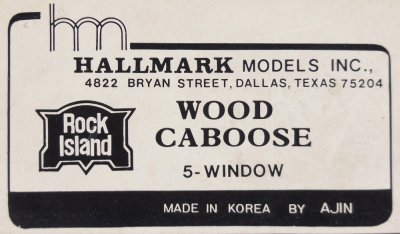 hm
HALLMARK MODELS INC.,
4822 BRYAN STREET, DALLAS, TEXAS 75204
Rock
Island
WOOD
CABOOSE
5-WINDOW
MADE IN KOREA BY AJIN